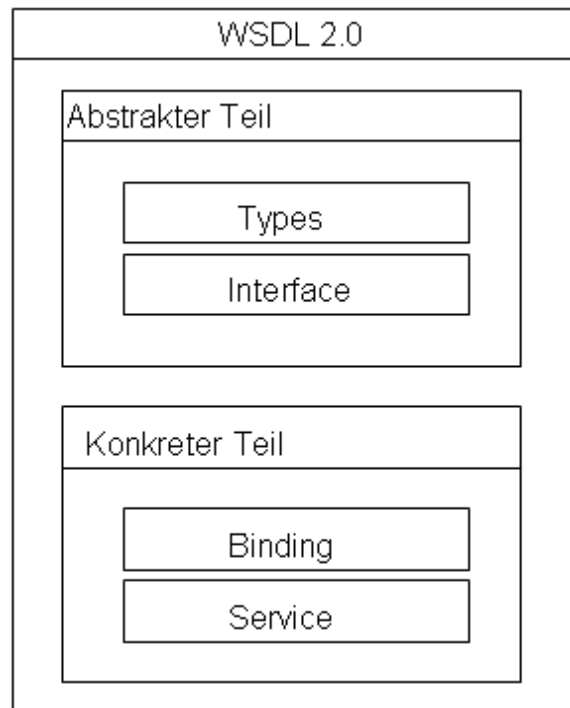 WSDL 2.0
Abstrakter Teil
Types
Interface
Konkreter Teil
Binding
Service